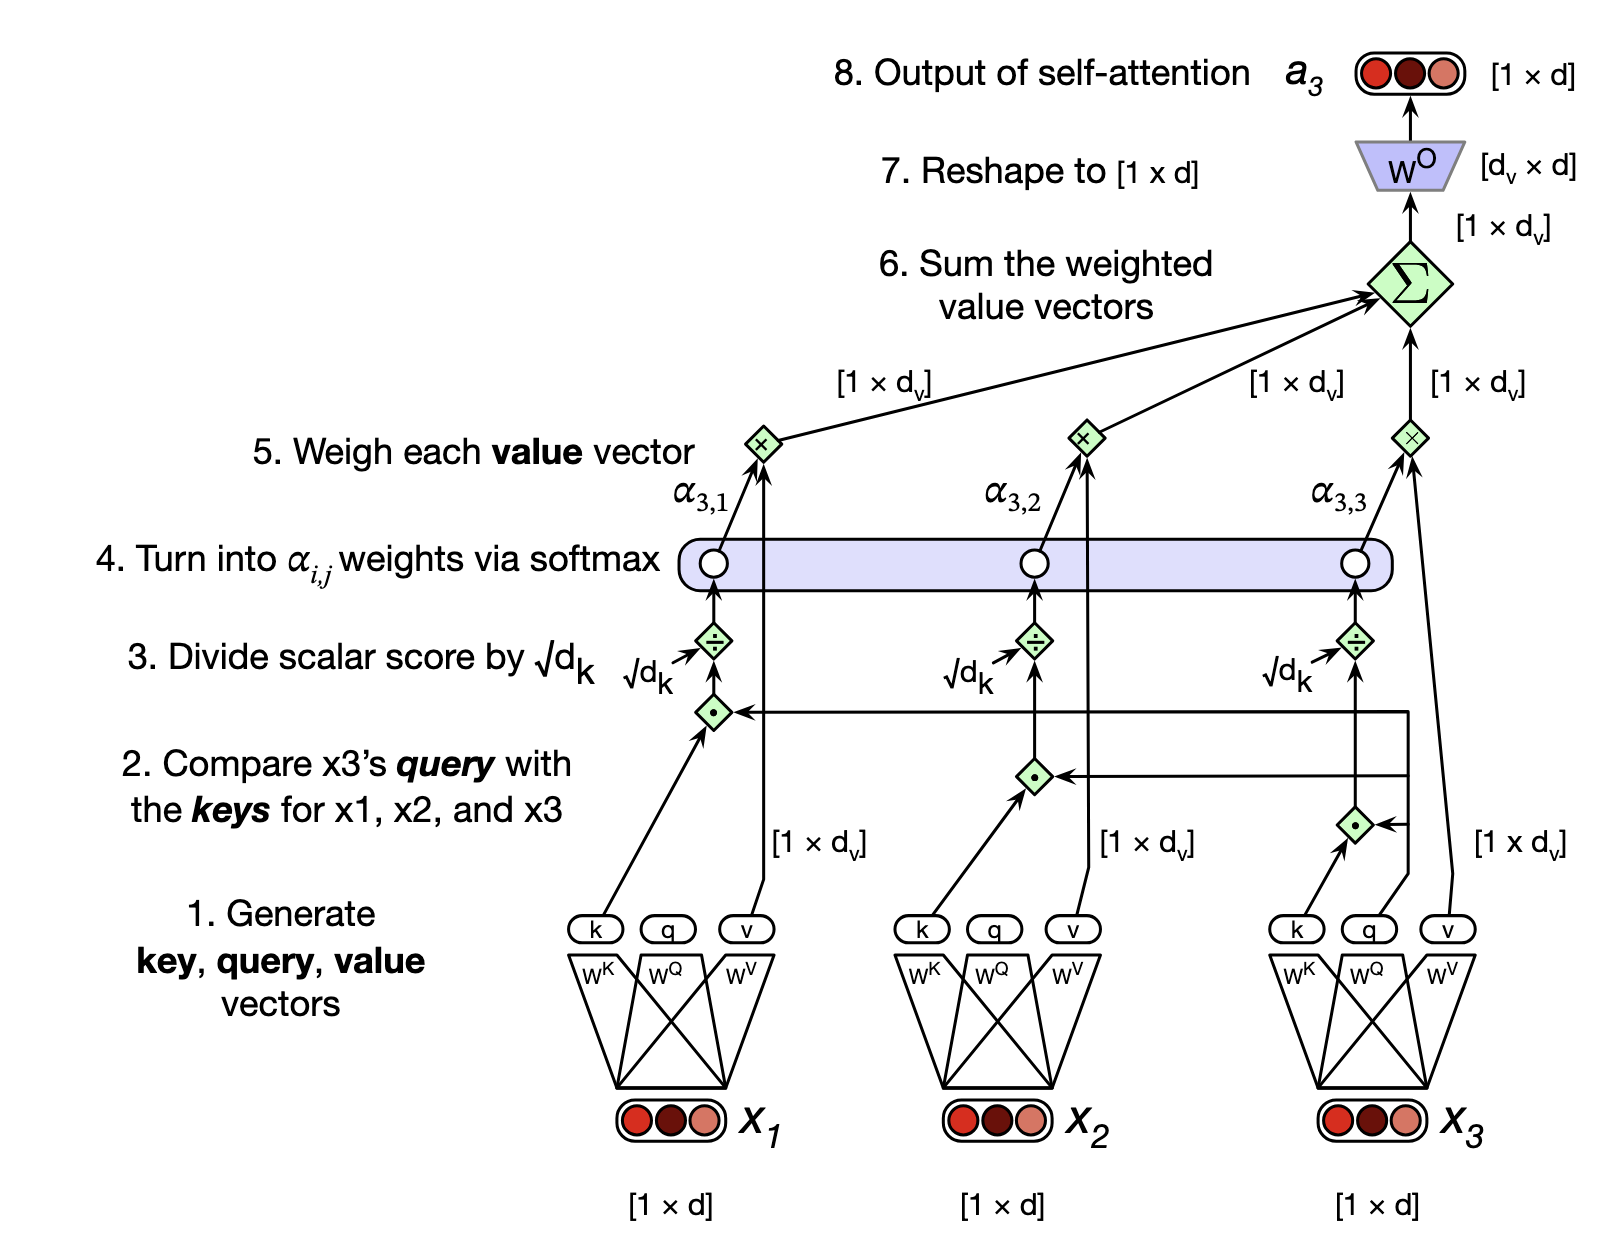 8. Output of self-attention a₃ [1 × d]
7. Reshape to [1 x d] Wᴼ [dᵥ × d]
[1 × dᵥ]
6. Sum the weighted
value vectors
Σ
[1 × dᵥ] [1 × dᵥ] [1 × dᵥ]
5. Weigh each value vector × × ×
α₃,₁ α₃,₂ α₃,₃
4. Turn into αᵢ,ⱼ weights via softmax
÷ ÷ ÷
3. Divide scalar score by √dₖ √dₖ √dₖ √dₖ
2. Compare x3’s query with
the keys for x1, x2, and x3
[1 × dᵥ] [1 × dᵥ] [1 x dᵥ]
1. Generate
key, query, value
vectors
k q v k q v k q v
Wᴷ W^Q Wⱽ Wᴷ W^Q Wⱽ Wᴷ W^Q Wⱽ
x₁ x₂ x₃
[1 × d] [1 × d] [1 × d]